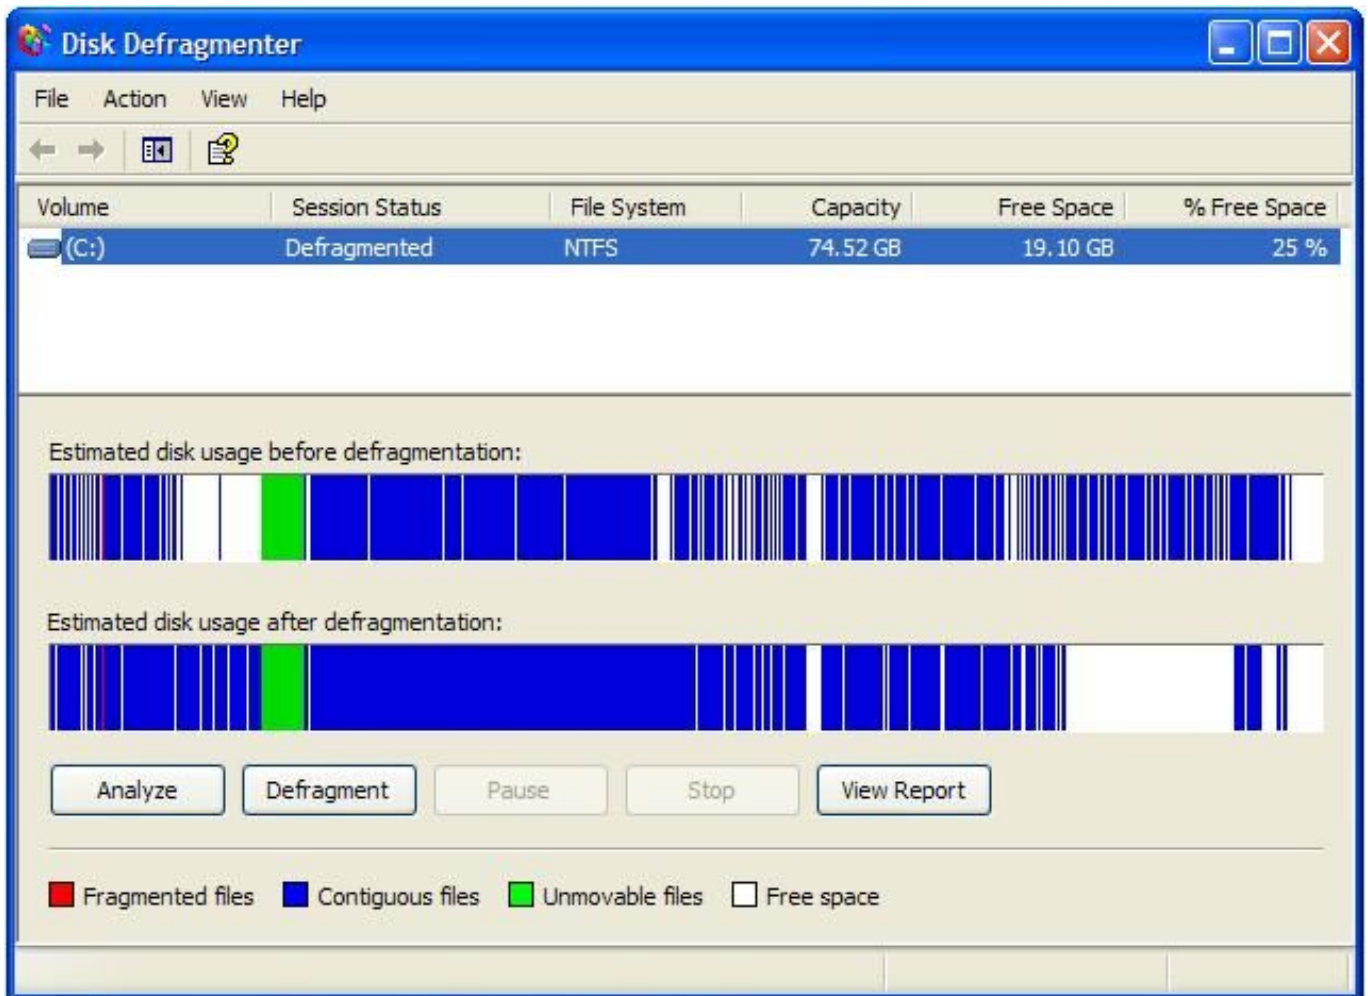 Disk Defragmenter
File Action View Help
Volume Session Status File System Capacity Free Space % Free Space
(C:) Defragmented NTFS 74.52 GB 19.10 GB 25 %
Estimated disk usage before defragmentation:
Estimated disk usage after defragmentation:
Analyze Defragment Pause Stop View Report
Fragmented files Contiguous files Unmovable files Free space